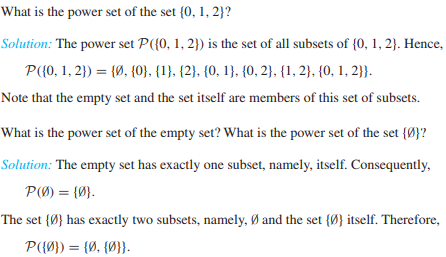 What is the power set of the set {0, 1, 2}?
Solution: The power set 𝒫({0, 1, 2}) is the set of all subsets of {0, 1, 2}. Hence,
𝒫({0, 1, 2}) = {∅, {0}, {1}, {2}, {0, 1}, {0, 2}, {1, 2}, {0, 1, 2}}.
Note that the empty set and the set itself are members of this set of subsets.
What is the power set of the empty set? What is the power set of the set {∅}?
Solution: The empty set has exactly one subset, namely, itself. Consequently,
𝒫(∅) = {∅}.
The set {∅} has exactly two subsets, namely, ∅ and the set {∅} itself. Therefore,
𝒫({∅}) = {∅, {∅}}.